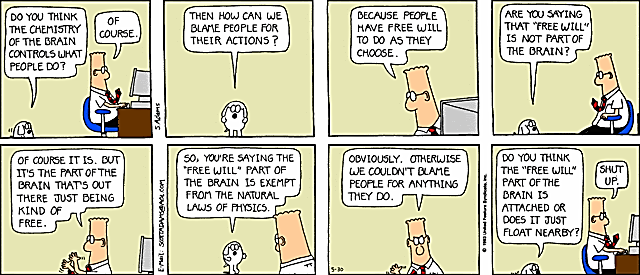 DO YOU THINK
THE CHEMISTRY
OF THE BRAIN
CONTROLS WHAT
PEOPLE DO?
OF
COURSE.
THEN HOW CAN WE
BLAME PEOPLE FOR
THEIR ACTIONS?
S.Adams
BECAUSE PEOPLE
HAVE FREE WILL
TO DO AS THEY
CHOOSE.
ARE YOU SAYING
THAT "FREE WILL"
IS NOT PART OF
THE BRAIN?
OF COURSE IT IS. BUT
IT'S THE PART OF THE
BRAIN THAT'S OUT
THERE JUST BEING
KIND OF
FREE.
E-mail: SCOTTADAMS@AOL.COM
SO, YOU'RE SAYING THE
"FREE WILL" PART OF
THE BRAIN IS EXEMPT
FROM THE NATURAL
LAWS OF PHYSICS.
OBVIOUSLY. OTHERWISE
WE COULDN'T BLAME
PEOPLE FOR ANYTHING
THEY DO.
5-30
United Feature Syndicate, Inc.
DO YOU THINK
THE "FREE WILL"
PART OF THE
BRAIN IS
ATTACHED OR
DOES IT JUST
FLOAT NEARBY?
SHUT
UP.